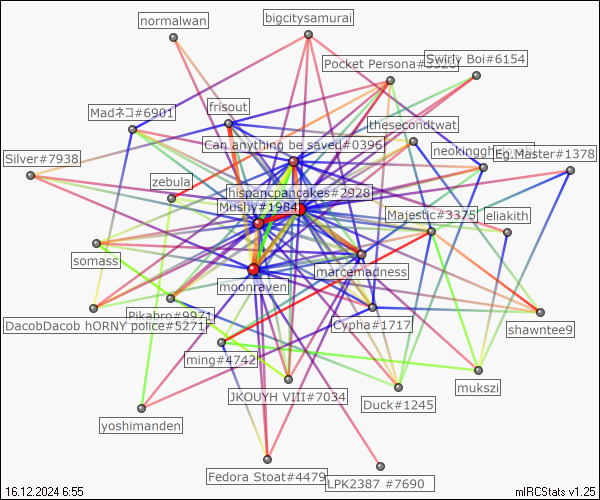 normalwan
bigcitysamurai
Swirly Boi#6154
Pocket Persona#
Madネコ#6901
frisout
thesecondtwat
Can anything be saved#0396
neokinggh
Eg.Master#1378
Silver#7938
zebula
hispancpancakes#2928
Mushy#1984
Majestic#3375
eliakith
somass
marcemadness
moonraven
Pikabro#9971
DacobDacob hORNY police#5271
Cypha#1717
shawntee9
ming#4742
mukszi
JKOUYH VIII#7034
Duck#1245
yoshimanden
Fedora Stoat#4479
LPK2387 #7690
16.12.2024 6:55
mIRCStats v1.25